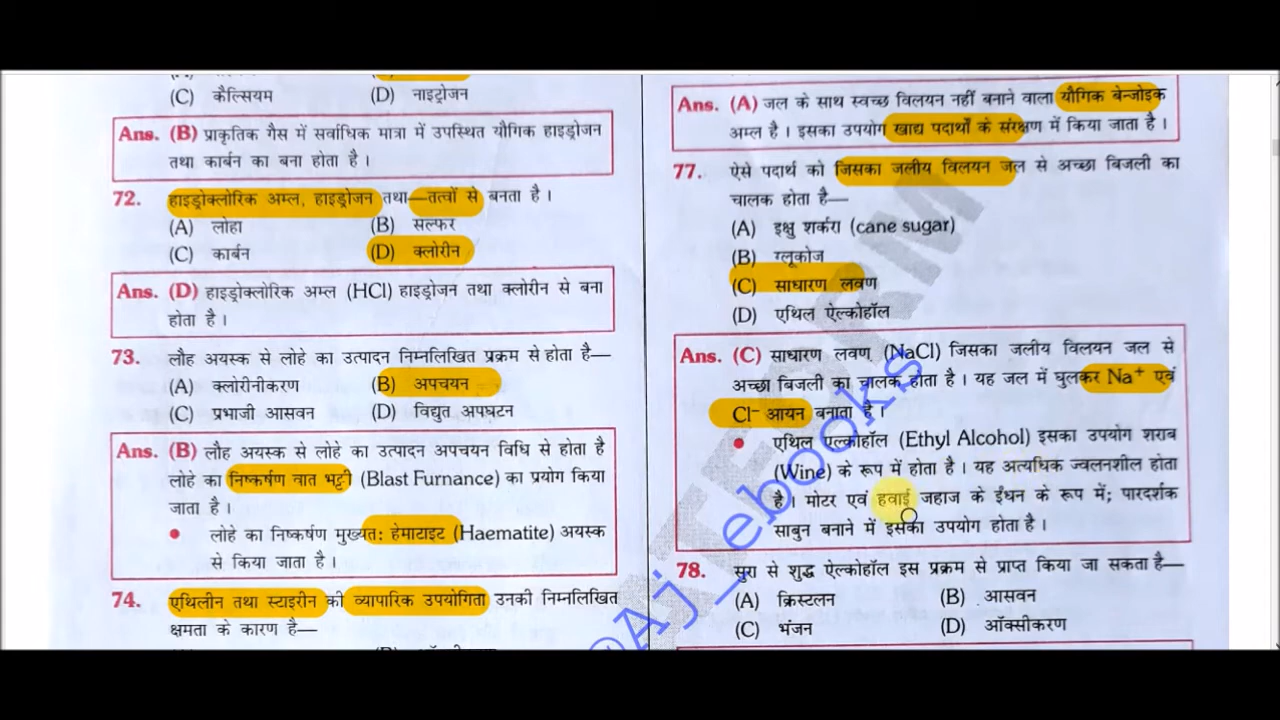 (C) कैल्सियम (D) नाइट्रोजन
Ans. (B) प्राकृतिक गैस में सर्वाधिक मात्रा में उपस्थित यौगिक हाइड्रोजन
तथा कार्बन का बना होता है।
72. हाइड्रोक्लोरिक अम्ल, हाइड्रोजन तथा—तत्वों से बनता है।
(A) लोहा (B) सल्फर
(C) कार्बन (D) क्लोरीन
Ans. (D) हाइड्रोक्लोरिक अम्ल (HCl) हाइड्रोजन तथा क्लोरीन से बना
होता है।
73. लौह अयस्क से लोहे का उत्पादन निम्नलिखित प्रक्रम से होता है—
(A) क्लोरीनीकरण (B) अपचयन
(C) प्रभाजी आसवन (D) विद्युत अपघटन
Ans. (B) लौह अयस्क से लोहे का उत्पादन अपचयन विधि से होता है
लोहे का निष्कर्षण वात भट्टी (Blast Furnance) का प्रयोग किया
जाता है।
• लोहे का निष्कर्षण मुख्यत: हेमाटाइट (Haematite) अयस्क
से किया जाता है।
74. एथिलीन तथा स्टाइरीन की व्यापारिक उपयोगिता उनकी निम्नलिखित
क्षमता के कारण है—
Ans. (A) जल के साथ स्वच्छ विलयन नहीं बनाने वाला यौगिक बेन्जोइक
अम्ल है। इसका उपयोग खाद्य पदार्थों के संरक्षण में किया जाता है।
77. ऐसे पदार्थ को जिसका जलीय विलयन जल से अच्छा बिजली का
चालक होता है—
(A) इक्षु शर्करा (cane sugar)
(B) ग्लूकोज
(C) साधारण लवण
(D) एथिल ऐल्कोहॉल
Ans. (C) साधारण लवण (NaCl) जिसका जलीय विलयन जल से
अच्छा बिजली का चालक होता है। यह जल में घुलकर Na⁺ एवं
Cl⁻ आयन बनाता है।
• एथिल एल्कोहॉल (Ethyl Alcohol) इसका उपयोग शराब
(Wine) के रूप में होता है। यह अत्यधिक ज्वलनशील होता
है। मोटर एवं हवाई जहाज के ईंधन के रूप में; पारदर्शक
साबुन बनाने में इसका उपयोग होता है।
78. सुरा से शुद्ध ऐल्कोहॉल इस प्रक्रम से प्राप्त किया जा सकता है—
(A) क्रिस्टलन (B) आसवन
(C) भंजन (D) ऑक्सीकरण
@Aj_ebooks